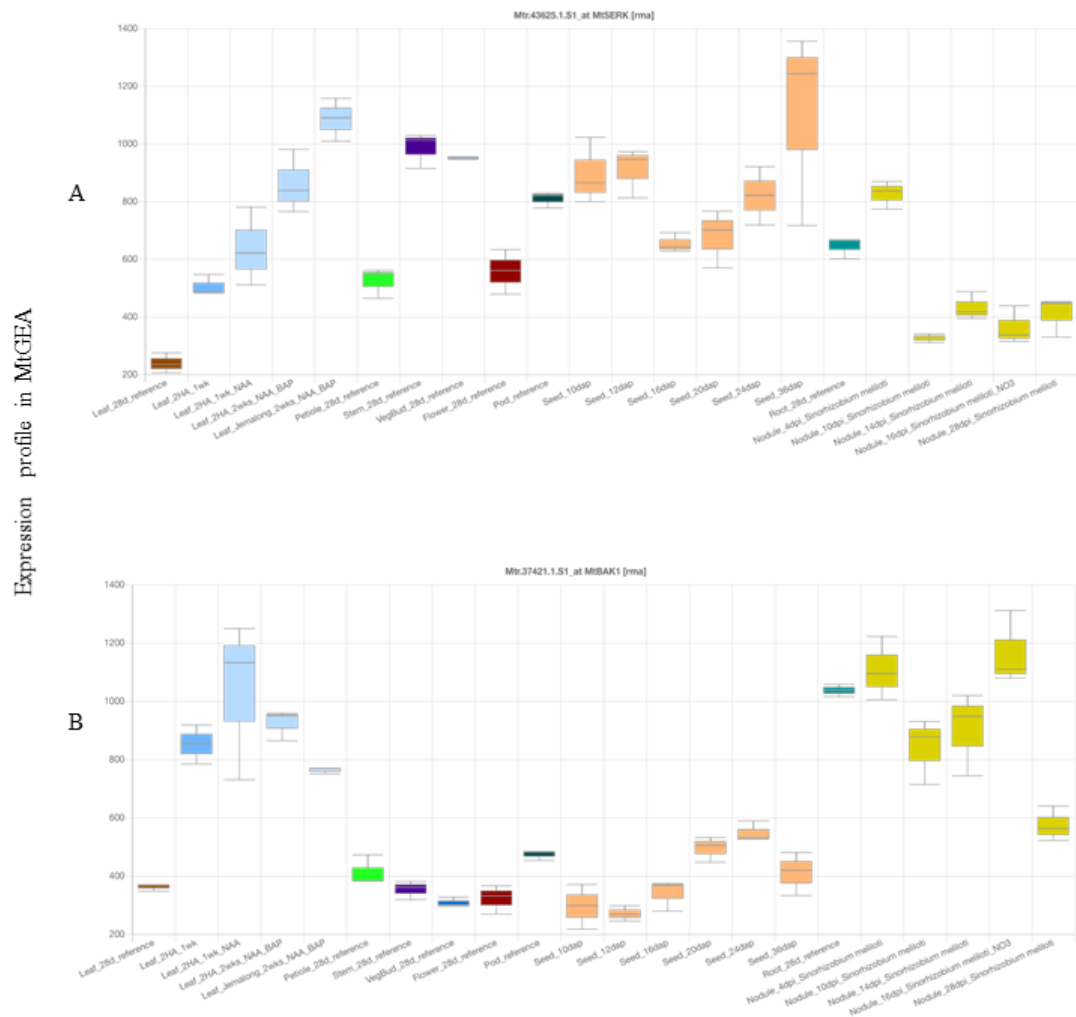 Mtr.43625.1.S1_at MtSERK [rma]
1400
1200
1000
800
600
400
200
A
Leaf_28d_reference
Leaf_2HA_1wk
Leaf_2HA_1wk_NAA
Leaf_2HA_2wks_NAA_BAP
Leaf_Jemalong_2wks_NAA_BAP
Petiole_28d_reference
Stem_28d_reference
VegBud_28d_reference
Flower_28d_reference
Pod_reference
Seed_10dap
Seed_12dap
Seed_16dap
Seed_20dap
Seed_24dap
Seed_36dap
Root_28d_reference
Nodule_4dpi_Sinorhizobium meliloti
Nodule_10dpi_Sinorhizobium meliloti
Nodule_14dpi_Sinorhizobium meliloti
Nodule_16dpi_Sinorhizobium meliloti_NO3
Nodule_28dpi_Sinorhizobium meliloti
Expression profile in MtGEA
Mtr.37421.1.S1_at MtBAK1 [rma]
1400
1200
1000
800
600
400
200
B
Leaf_28d_reference
Leaf_2HA_1wk
Leaf_2HA_1wk_NAA
Leaf_2HA_2wks_NAA_BAP
Leaf_Jemalong_2wks_NAA_BAP
Petiole_28d_reference
Stem_28d_reference
VegBud_28d_reference
Flower_28d_reference
Pod_reference
Seed_10dap
Seed_12dap
Seed_16dap
Seed_20dap
Seed_24dap
Seed_36dap
Root_28d_reference
Nodule_4dpi_Sinorhizobium meliloti
Nodule_10dpi_Sinorhizobium meliloti
Nodule_14dpi_Sinorhizobium meliloti
Nodule_16dpi_Sinorhizobium meliloti_NO3
Nodule_28dpi_Sinorhizobium meliloti